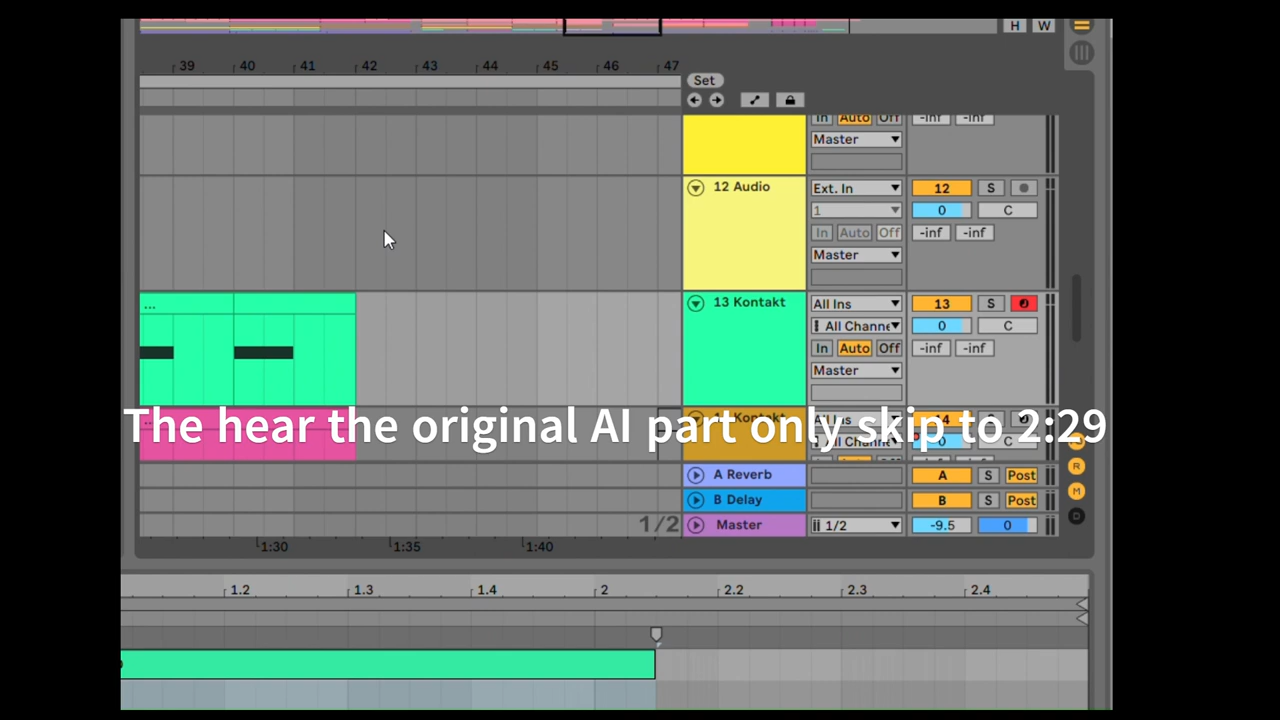 H W
39 40 41 42 43 44 45 46 47
Set
In Auto Off -inf -inf
Master
12 Audio Ext. In 12 S
1 0 C
In Auto Off -inf -inf
Master
... 13 Kontakt All Ins 13 S
All Channe 0 C
In Auto Off -inf -inf
Master
The hear the original AI part only skip to 2:29
A Reverb A S Post R
B Delay B S Post M
1/2 Master 1/2 -9.5 0 D
1:30 1:35 1:40
1.2 1.3 1.4 2 2.2 2.3 2.4